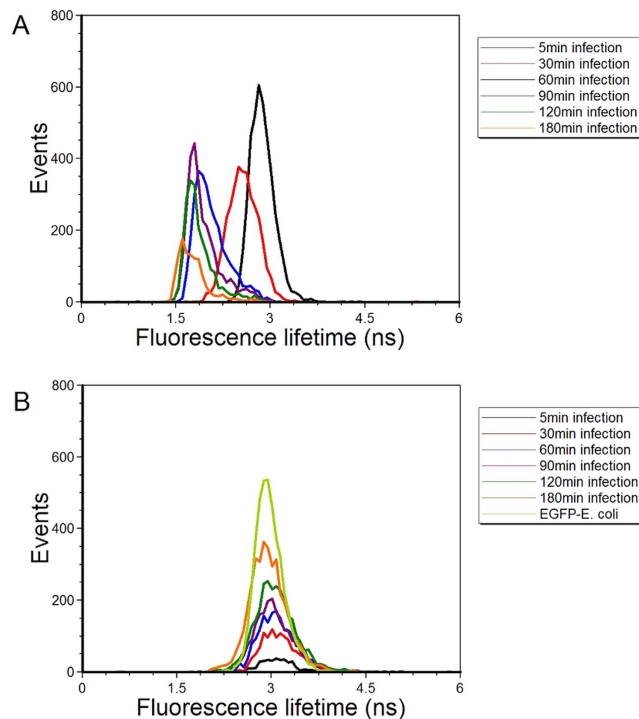 A
800
600
400
200
0
Events
0
1.5
3
4.5
6
Fluorescence lifetime (ns)
5min infection
30min infection
60min infection
90min infection
120min infection
180min infection
B
800
600
400
200
0
Events
0
1.5
3
4.5
6
Fluorescence lifetime (ns)
5min infection
30min infection
60min infection
90min infection
120min infection
180min infection
EGFP-E. coli